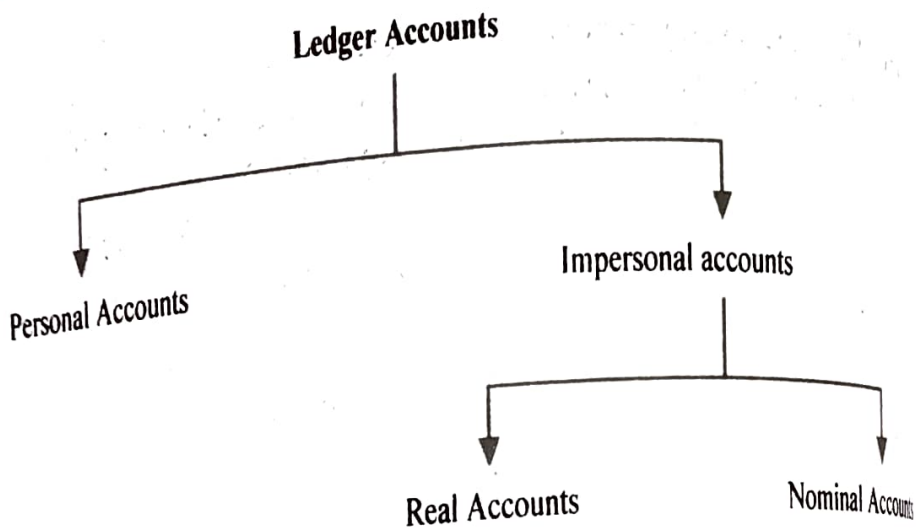 Ledger Accounts
Impersonal accounts
Personal Accounts
Real Accounts
Nominal Accounts